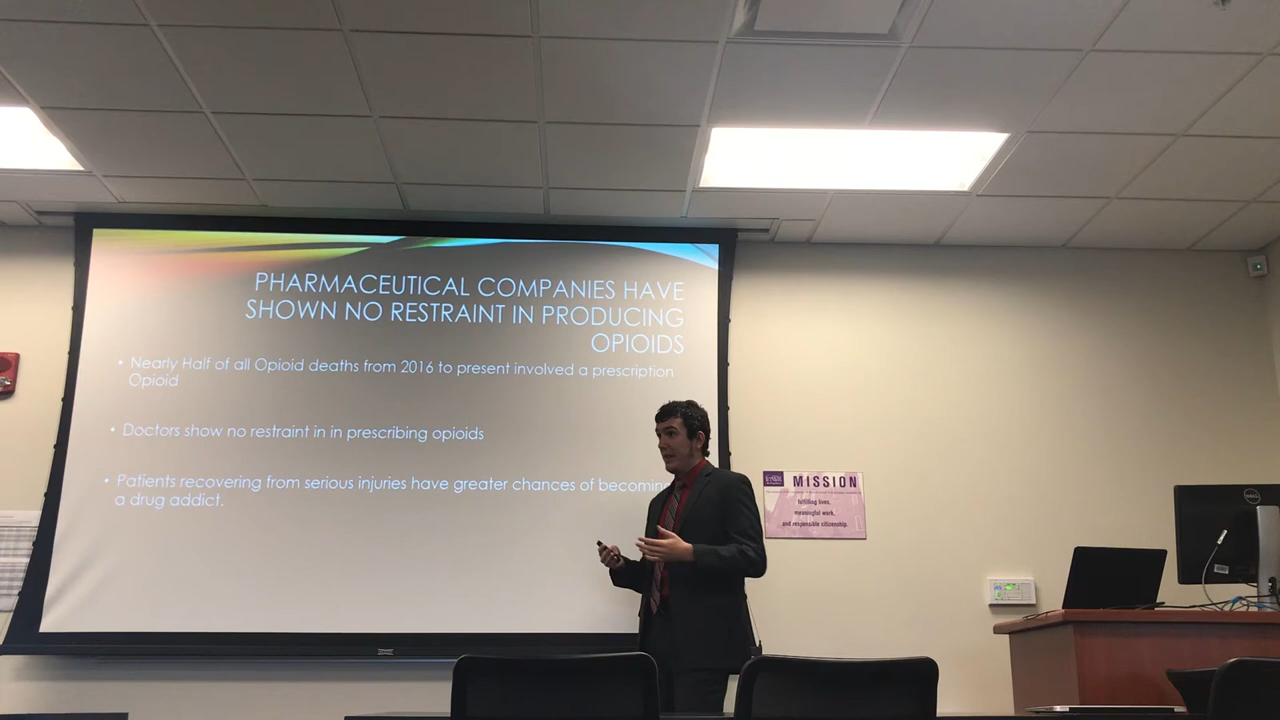 PHARMACEUTICAL COMPANIES HAVE
SHOWN NO RESTRAINT IN PRODUCING
OPIOIDS
• Nearly Half of all Opioid deaths from 2016 to present involved a prescription
Opioid
• Doctors show no restraint in in prescribing opioids
• Patients recovering from serious injuries have greater chances of becoming
a drug addict.
MISSION
fulfilling lives,
meaningful work,
and responsible citizenship.
DELL